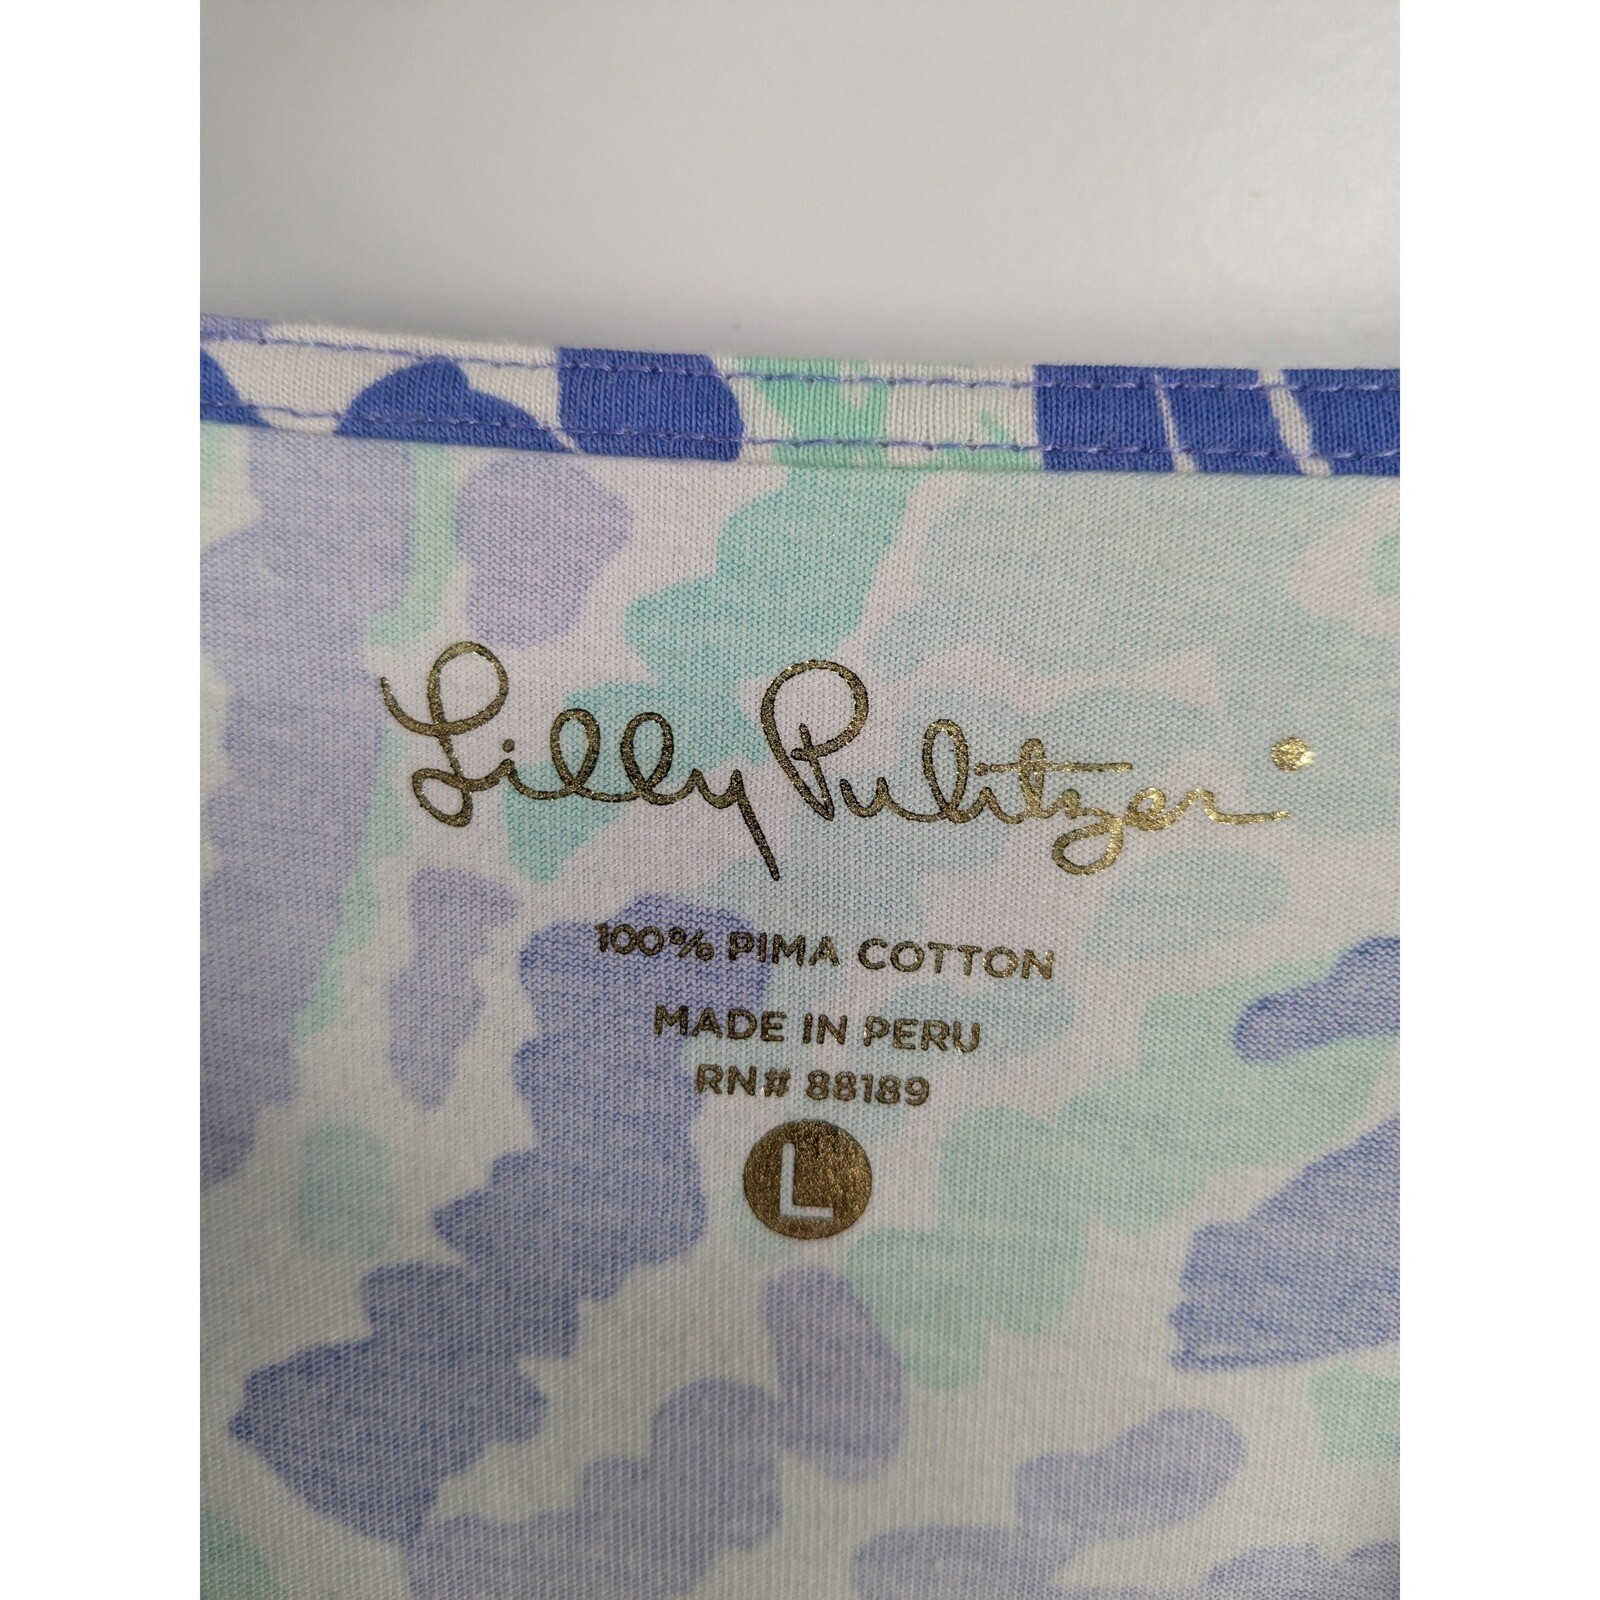 Lilly Pulitzer
100% PIMA COTTON
MADE IN PERU
RN# 88189
L